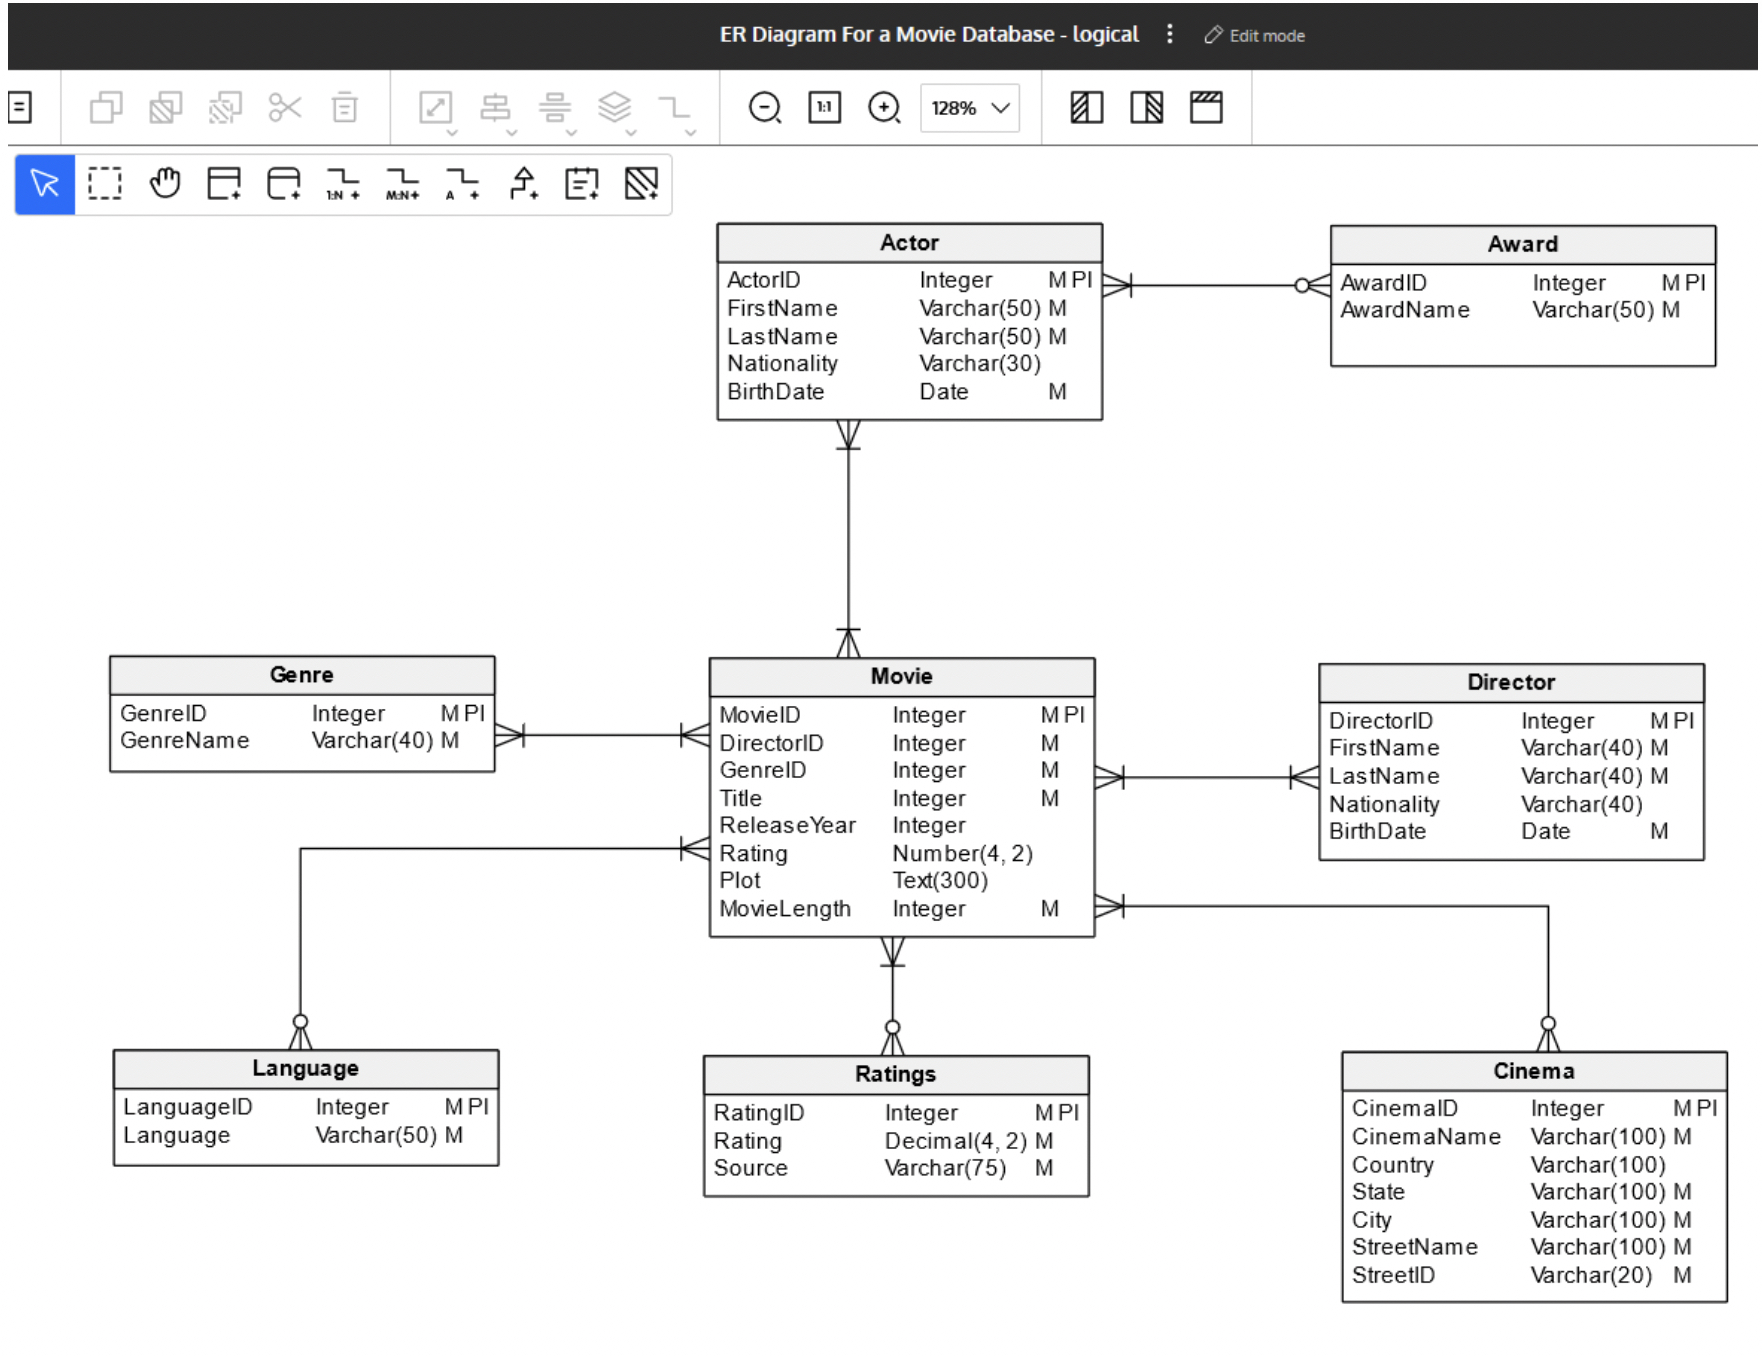 ER Diagram For a Movie Database - logical Edit mode
1:1 128%
1:N M:N A
Actor
ActorID Integer M PI
FirstName Varchar(50) M
LastName Varchar(50) M
Nationality Varchar(30)
BirthDate Date M
Award
AwardID Integer M PI
AwardName Varchar(50) M
Genre
GenreID Integer M PI
GenreName Varchar(40) M
Movie
MovieID Integer M PI
DirectorID Integer M
GenreID Integer M
Title Integer M
ReleaseYear Integer
Rating Number(4, 2)
Plot Text(300)
MovieLength Integer M
Director
DirectorID Integer M PI
FirstName Varchar(40) M
LastName Varchar(40) M
Nationality Varchar(40)
BirthDate Date M
Language
LanguageID Integer M PI
Language Varchar(50) M
Ratings
RatingID Integer M PI
Rating Decimal(4, 2) M
Source Varchar(75) M
Cinema
CinemaID Integer M PI
CinemaName Varchar(100) M
Country Varchar(100)
State Varchar(100) M
City Varchar(100) M
StreetName Varchar(100) M
StreetID Varchar(20) M